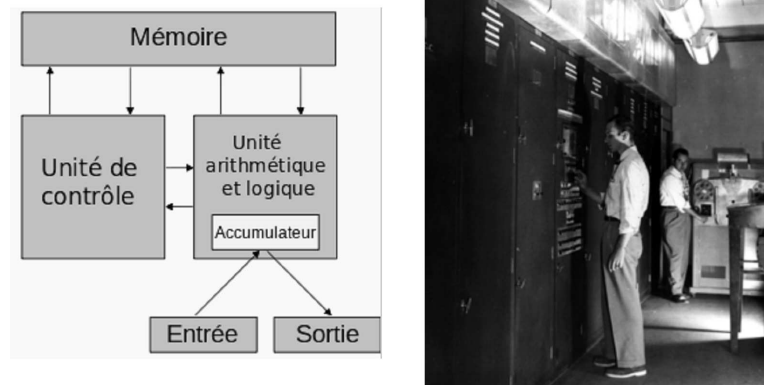 Mémoire
Unité de
contrôle
Unité
arithmétique
et logique
Accumulateur
Entrée
Sortie